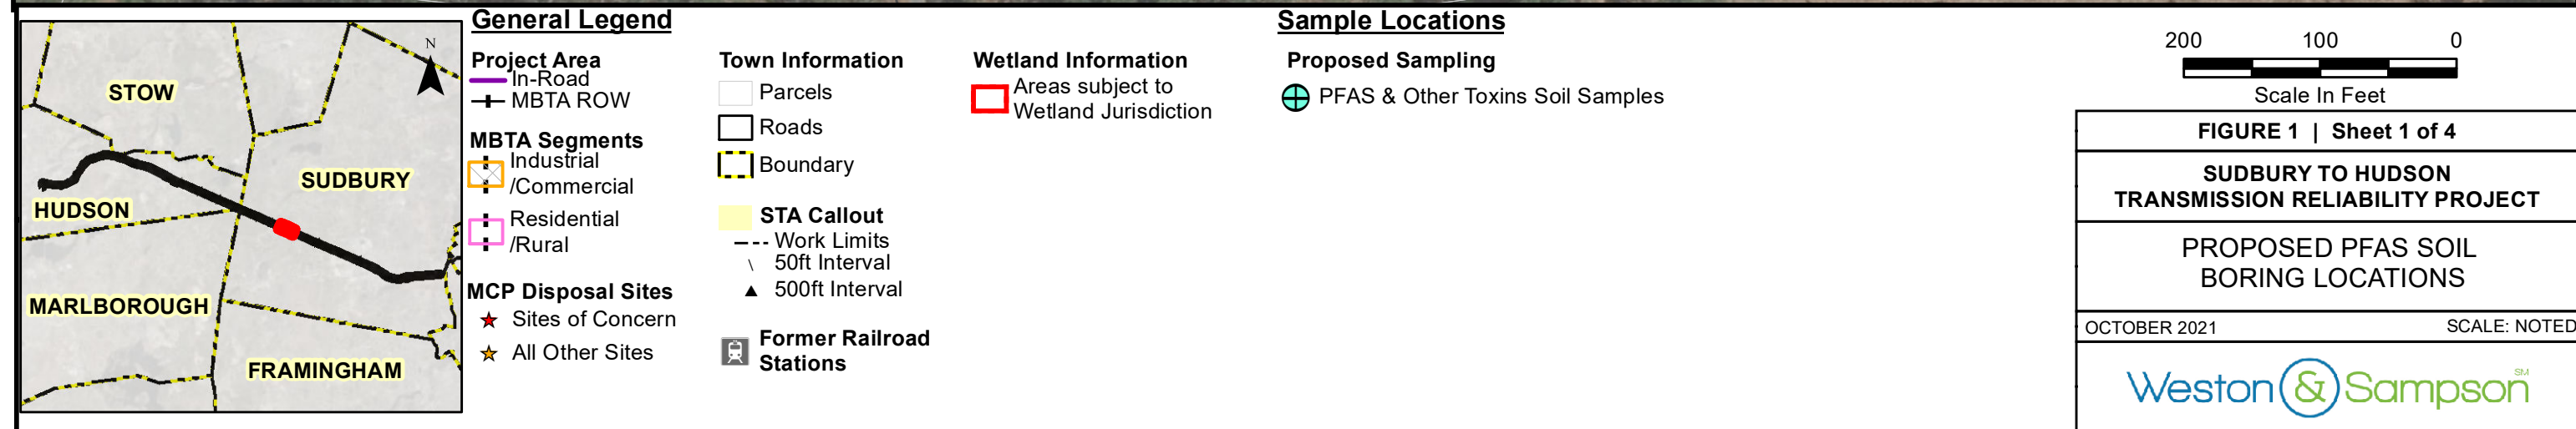 N
STOW
SUDBURY
HUDSON
MARLBOROUGH
FRAMINGHAM
General Legend
Project Area
In-Road
MBTA ROW
MBTA Segments
Industrial
/Commercial
Residential
/Rural
MCP Disposal Sites
Sites of Concern
All Other Sites
Town Information
Parcels
Roads
Boundary
STA Callout
Work Limits
50ft Interval
500ft Interval
Former Railroad
Stations
Wetland Information
Areas subject to
Wetland Jurisdiction
Sample Locations
Proposed Sampling
PFAS & Other Toxins Soil Samples
200 100 0
Scale In Feet
FIGURE 1 | Sheet 1 of 4
SUDBURY TO HUDSON
TRANSMISSION RELIABILITY PROJECT
PROPOSED PFAS SOIL
BORING LOCATIONS
OCTOBER 2021 SCALE: NOTED
Weston & Sampson SM